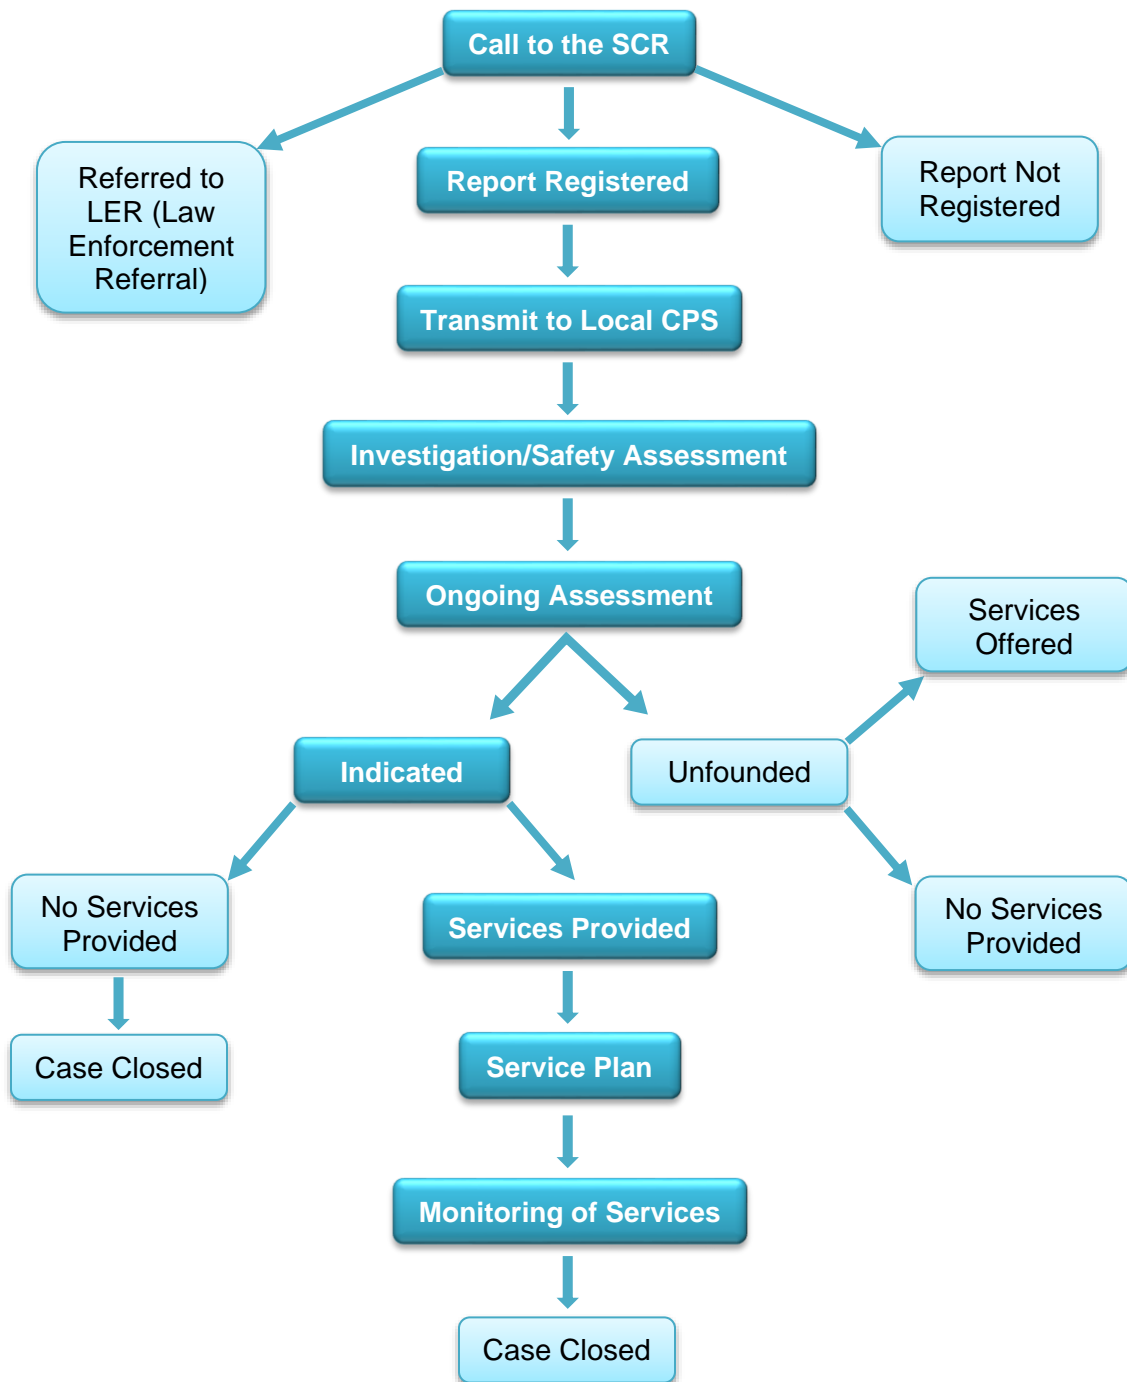 Call to the SCR
Referred to
LER (Law
Enforcement
Referral)
Report Registered
Report Not
Registered
Transmit to Local CPS
Investigation/Safety Assessment
Ongoing Assessment
Services
Offered
Indicated
Unfounded
No Services
Provided
Services Provided
No Services
Provided
Case Closed
Service Plan
Monitoring of Services
Case Closed